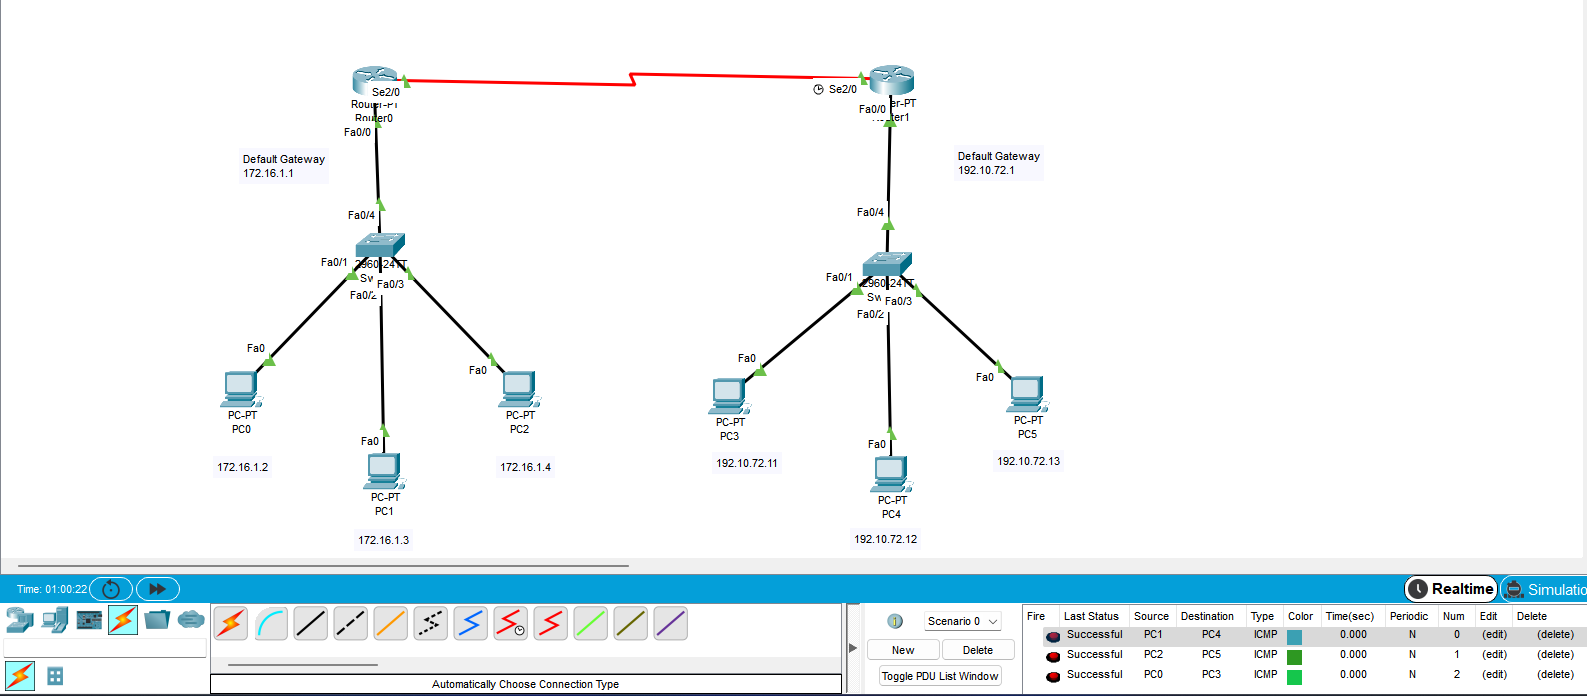 Se2/0
Router-PT
Router0
Fa0/0
Default Gateway
172.16.1.1
Fa0/4
Fa0/1
2960-24TT
Fa0/3
Fa0/2
Fa0
PC-PT
PC0
172.16.1.2
Fa0
PC-PT
PC1
172.16.1.3
Fa0
PC-PT
PC2
172.16.1.4
Se2/0
Fa0/0
er-PT
ter1
Default Gateway
192.10.72.1
Fa0/4
Fa0/1
2960-24TT
Sw
Fa0/3
Fa0/2
Fa0
PC-PT
PC3
192.10.72.11
Fa0
PC-PT
PC4
192.10.72.12
Fa0
PC-PT
PC5
192.10.72.13
Time: 01:00:22
Realtime
Simulatio
Automatically Choose Connection Type
Scenario 0
New Delete
Toggle PDU List Window
Fire Last Status Source Destination Type Color Time(sec) Periodic Num Edit Delete
Successful PC1 PC4 ICMP 0.000 N 0 (edit) (delete)
Successful PC2 PC5 ICMP 0.000 N 1 (edit) (delete)
Successful PC0 PC3 ICMP 0.000 N 2 (edit) (delete)